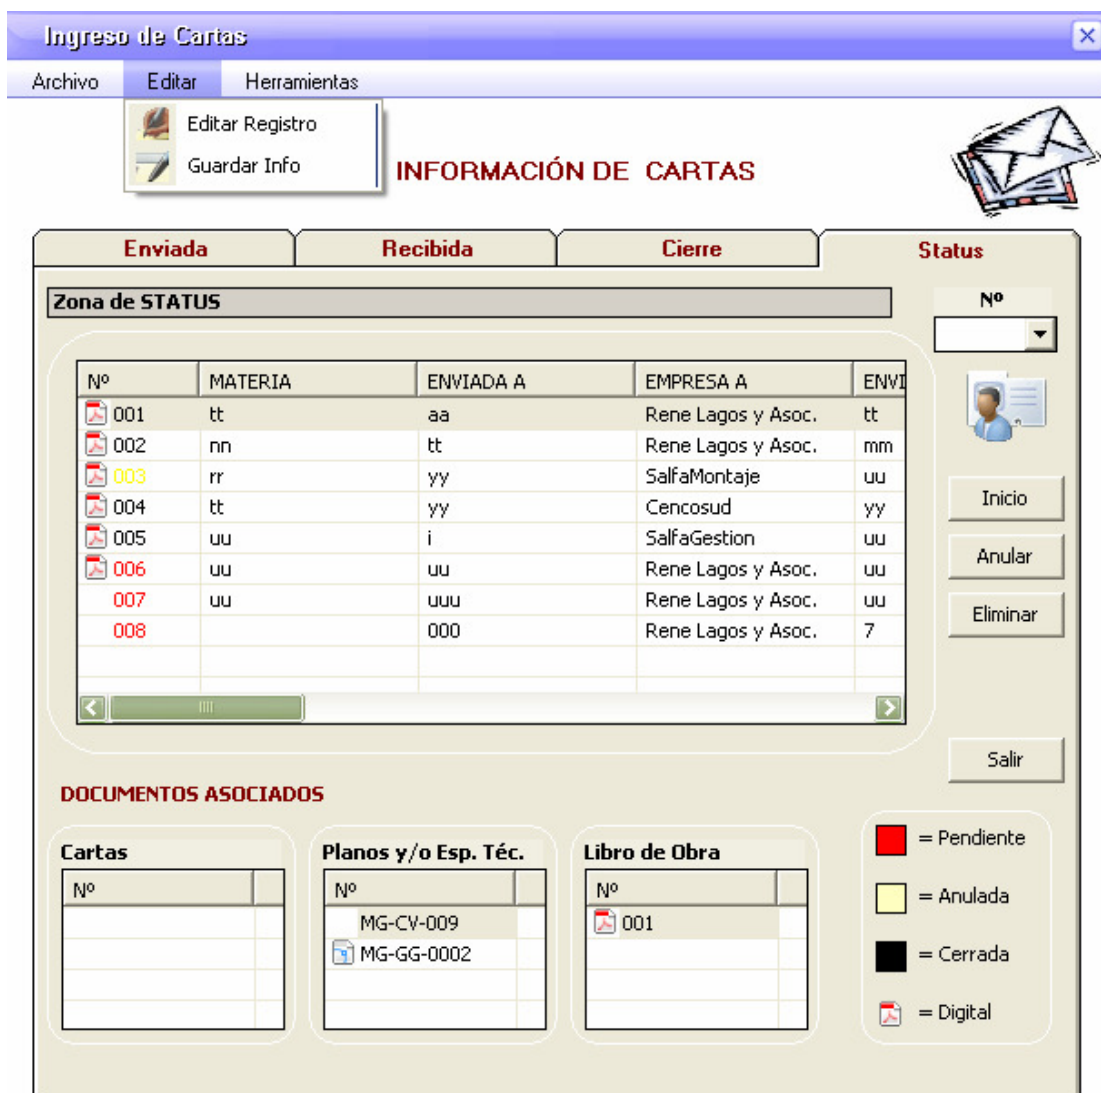 Ingreso de Cartas
Archivo Editar Herramientas
Editar Registro
Guardar Info
INFORMACIÓN DE CARTAS
Enviada Recibida Cierre Status
Zona de STATUS Nº
Nº MATERIA ENVIADA A EMPRESA A ENVI
001 tt aa Rene Lagos y Asoc. tt
002 nn tt Rene Lagos y Asoc. mm
003 rr yy SalfaMontaje uu
004 tt yy Cencosud yy
005 uu i SalfaGestion uu
006 uu uu Rene Lagos y Asoc. uu
007 uu uuu Rene Lagos y Asoc. uu
008 000 Rene Lagos y Asoc. 7
Inicio
Anular
Eliminar
Salir
DOCUMENTOS ASOCIADOS
Cartas
Nº
Planos y/o Esp. Téc.
Nº
MG-CV-009
MG-GG-0002
Libro de Obra
Nº
001
= Pendiente
= Anulada
= Cerrada
= Digital